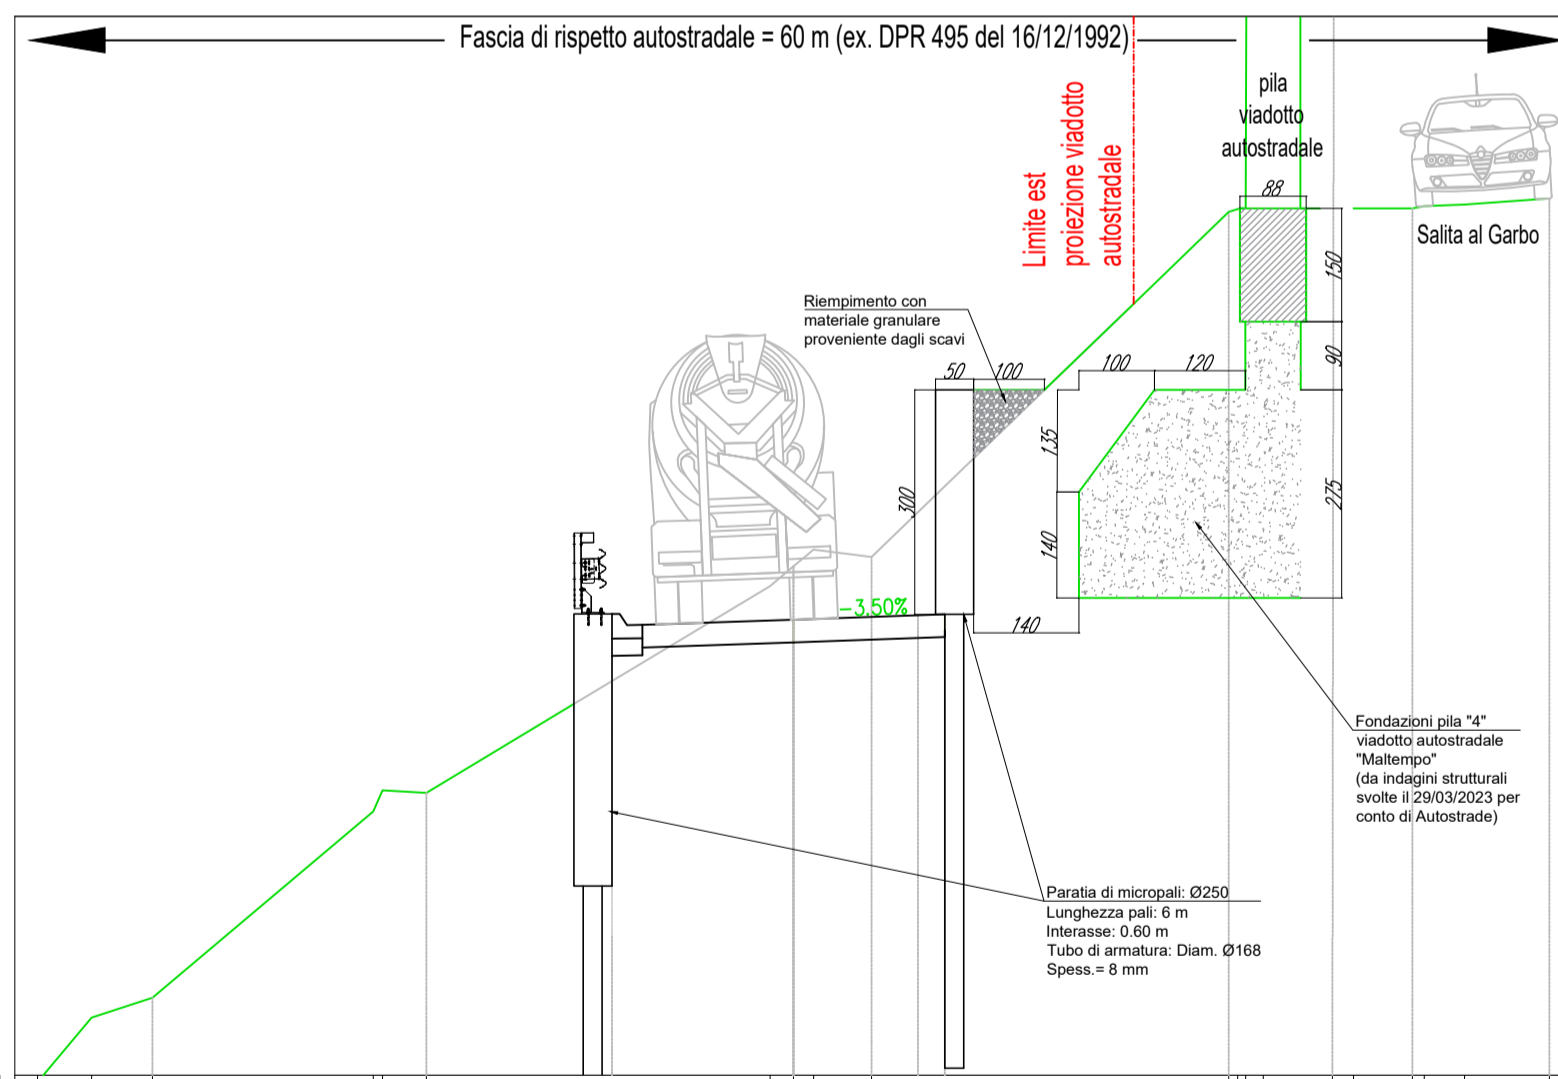 Fascia di rispetto autostradale = 60 m (ex. DPR 495 del 16/12/1992)
pila
viadotto
autostradale
Limite est
proiezione viadotto
autostradale
88
Salita al Garbo
150
Riempimento con
materiale granulare
proveniente dagli scavi
90
50
100
100
120
135
300
275
140
-3.50%
140
Fondazioni pila "4"
viadotto autostradale
"Maltempo"
(da indagini strutturali
svolte il 29/03/2023 per
conto di Autostrade)
Paratia di micropali: Ø250
Lunghezza pali: 6 m
Interasse: 0.60 m
Tubo di armatura: Diam. Ø168
Spess.= 8 mm